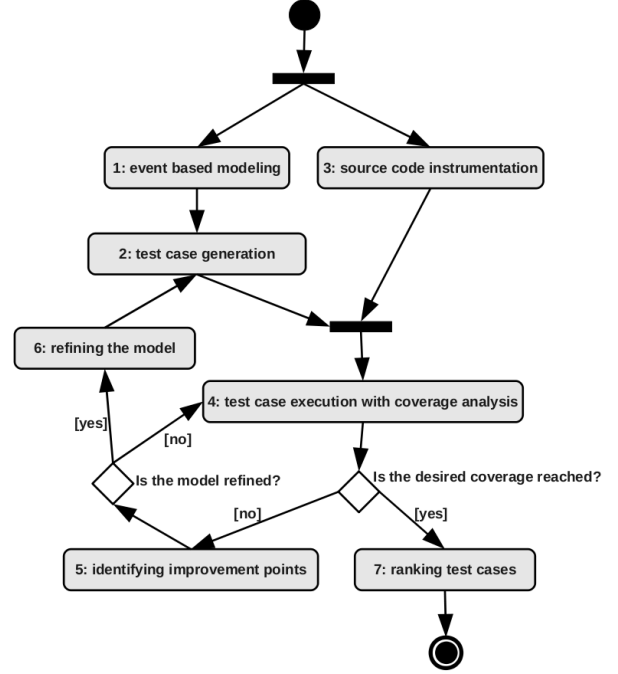 1: event based modeling
3: source code instrumentation
2: test case generation
6: refining the model
4: test case execution with coverage analysis
[yes]
[no]
Is the model refined?
Is the desired coverage reached?
[no]
[yes]
5: identifying improvement points
7: ranking test cases